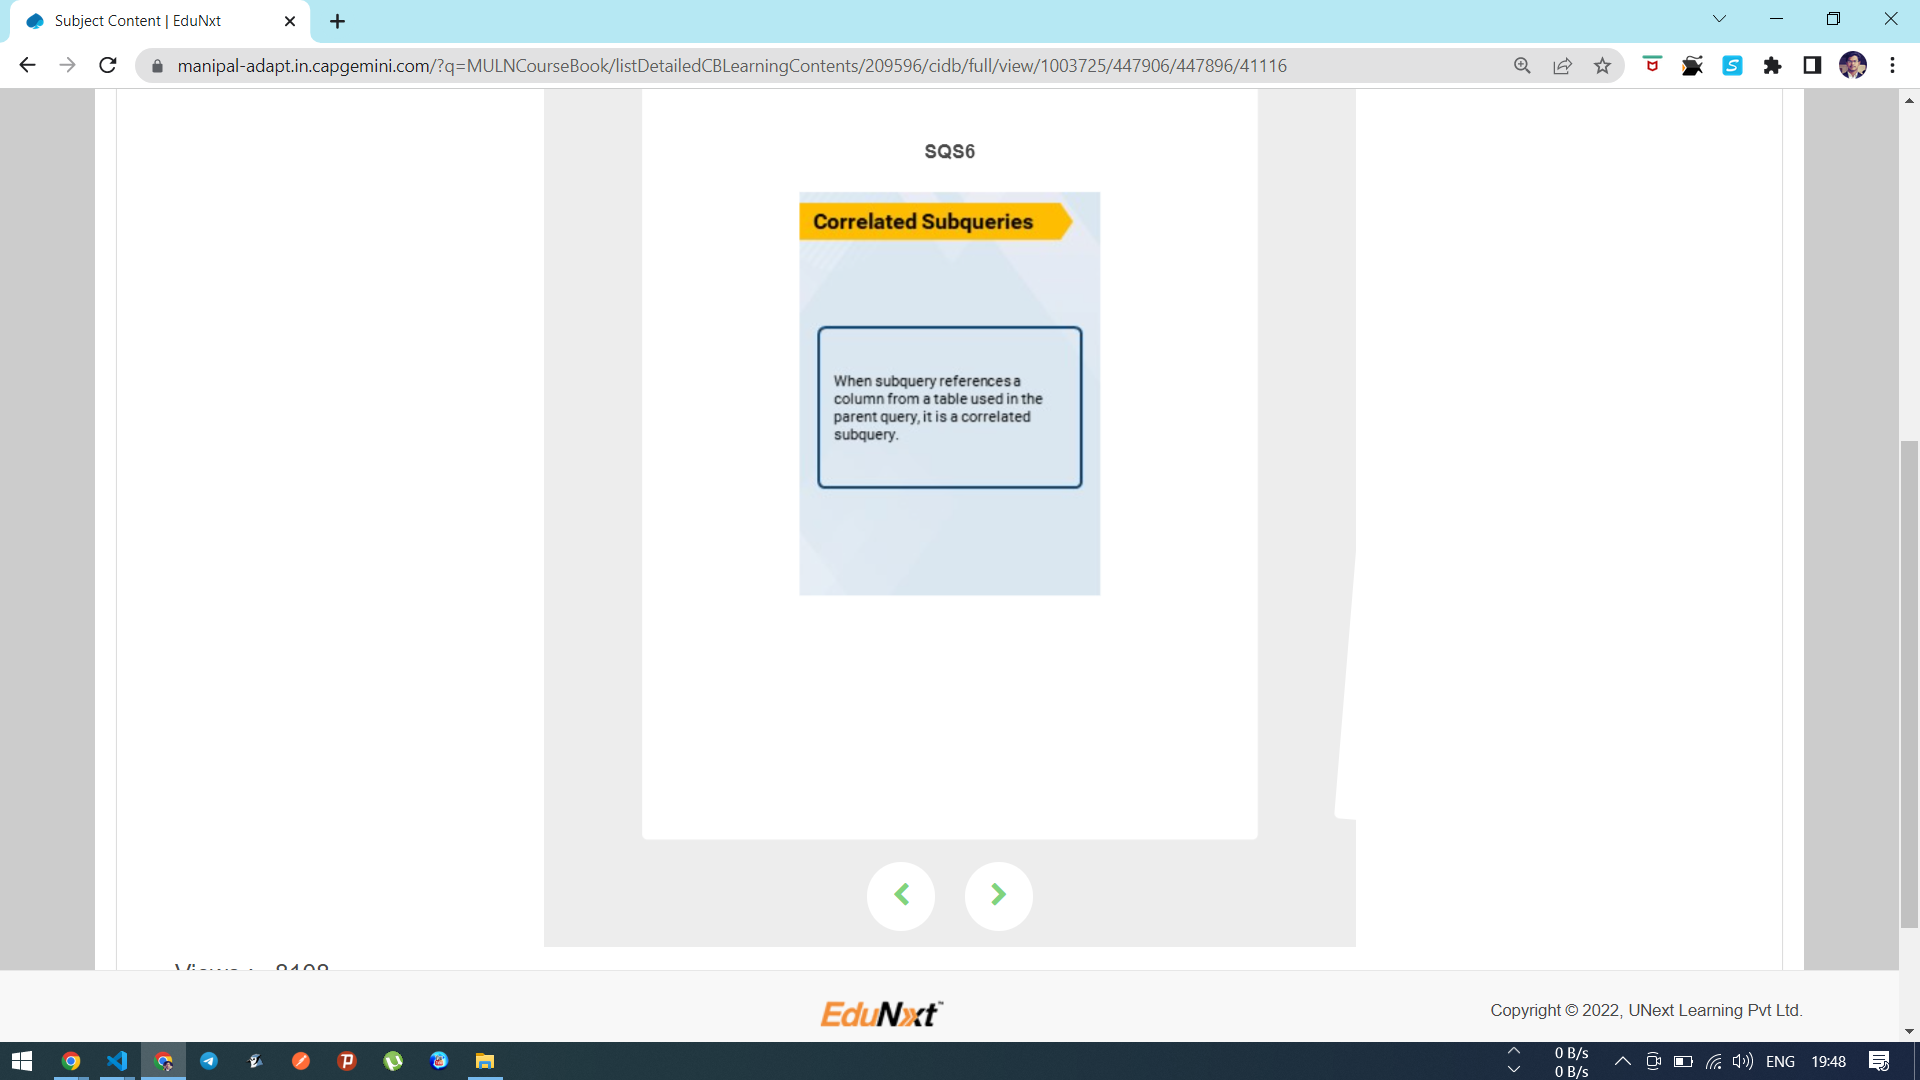 Subject Content | EduNxt
manipal-adapt.in.capgemini.com/?q=MULNCourseBook/listDetailedCBLearningContents/209596/cidb/full/view/1003725/447906/447896/41116
SQS6
Correlated Subqueries
When subquery references a
column from a table used in the
parent query, it is a correlated
subquery.
Views : 8108
EduNxt
Copyright © 2022, UNext Learning Pvt Ltd.
0 B/s
0 B/s
ENG
19:48